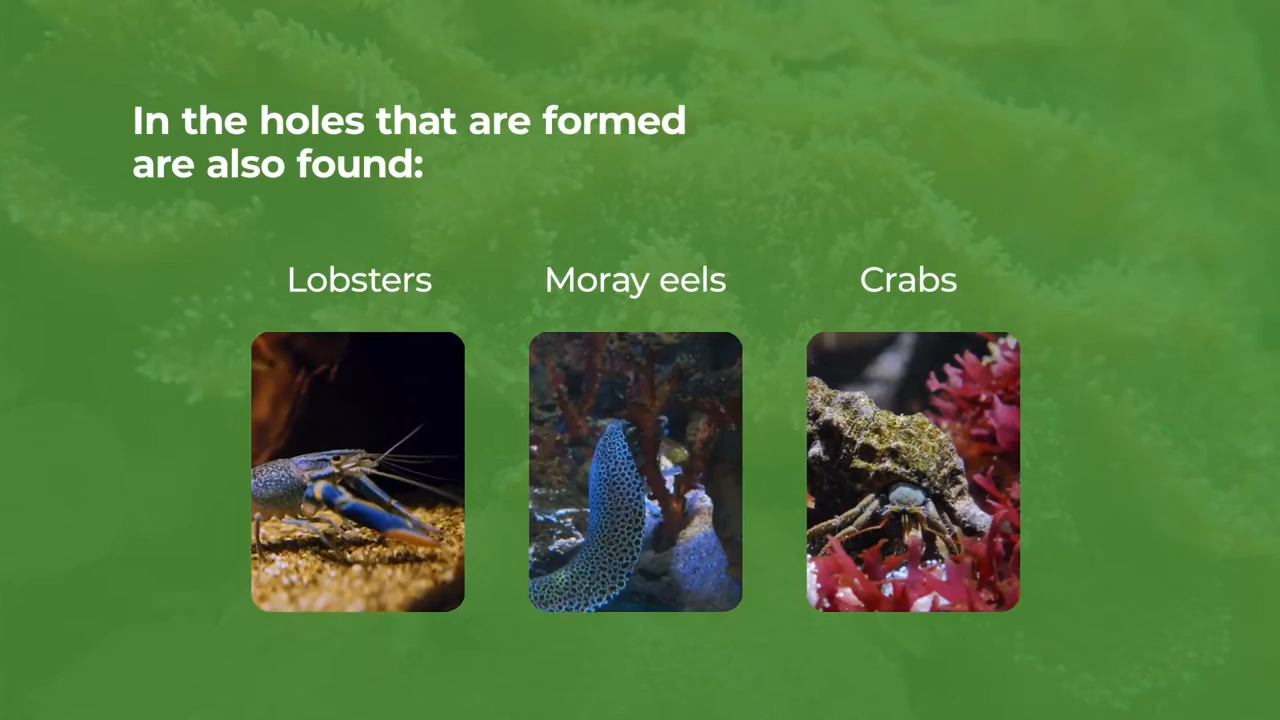 In the holes that are formed
are also found:
Lobsters
Moray eels
Crabs